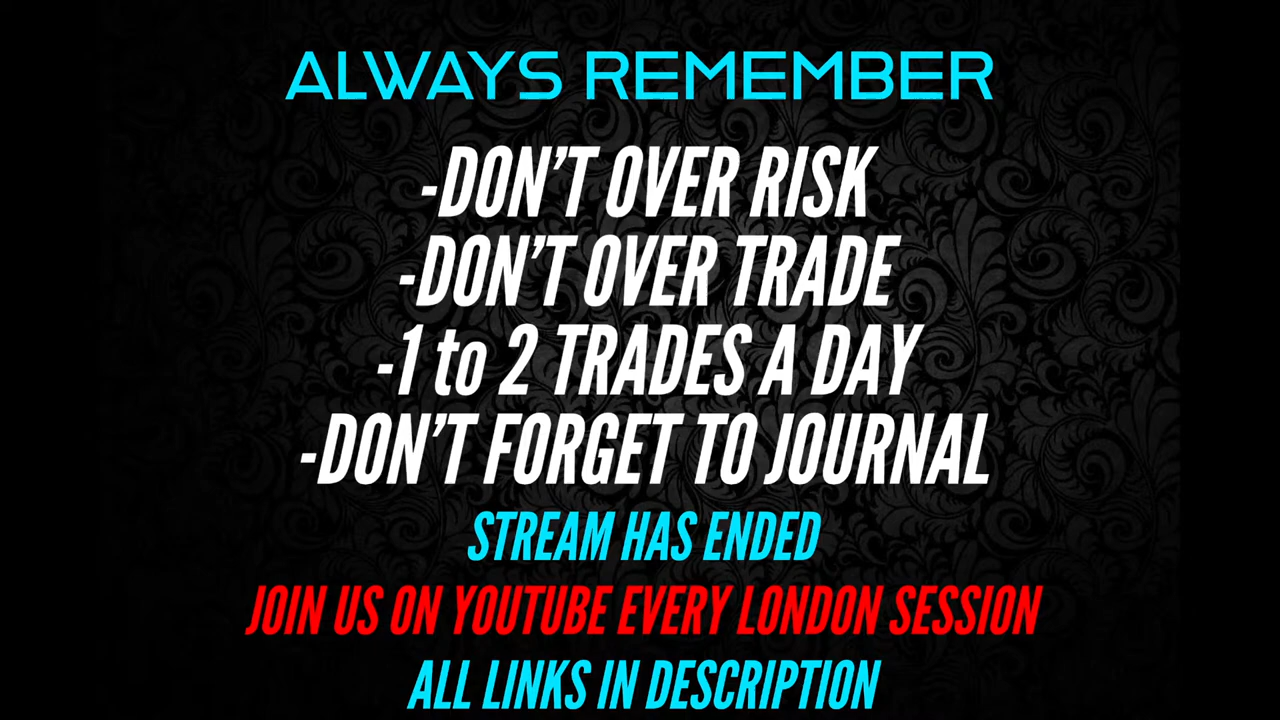 ALWAYS REMEMBER
-DON'T OVER RISK
-DON'T OVER TRADE
-1 to 2 TRADES A DAY
-DON'T FORGET TO JOURNAL
STREAM HAS ENDED
JOIN US ON YOUTUBE EVERY LONDON SESSION
ALL LINKS IN DESCRIPTION